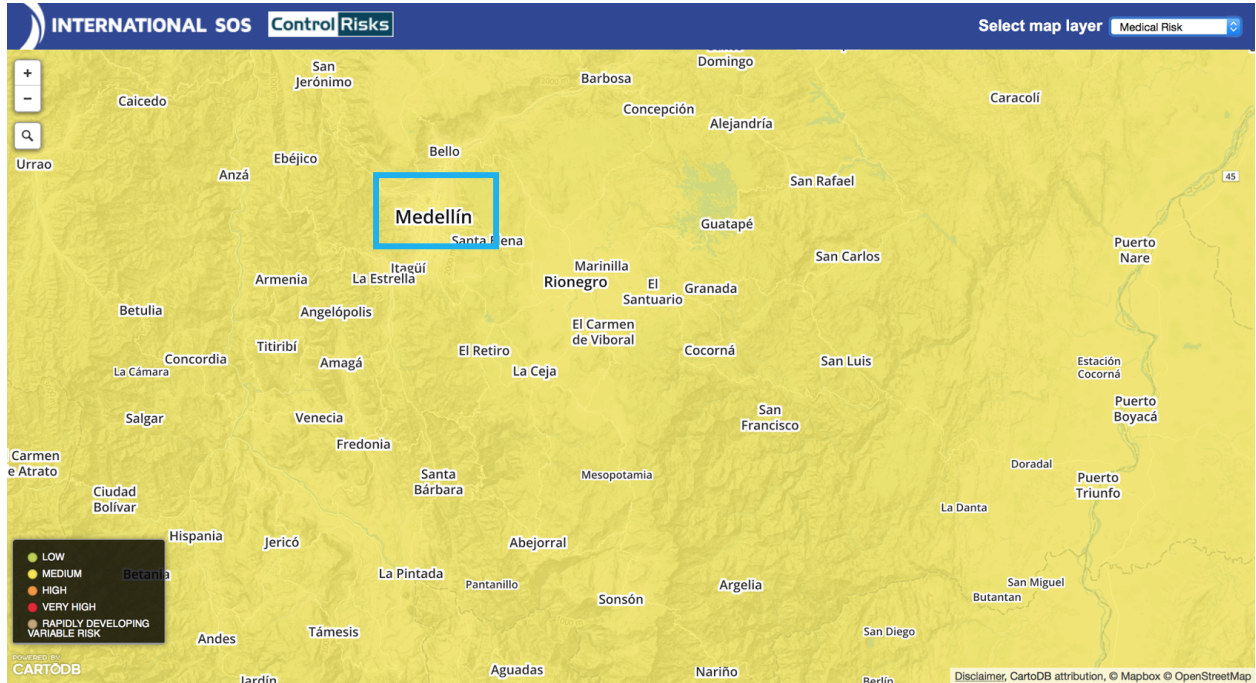 INTERNATIONAL SOS
Control Risks
Select map layer
Medical Risk
+
−
Domingo
San
Jerónimo
Barbosa
Caicedo
Concepción
Caracolí
Alejandría
Bello
Ebéjico
Urrao
Anzá
San Rafael
45
Medellín
Guatapé
Santa Elena
Puerto
Nare
San Carlos
Itagüí
La Estrella
Armenia
Marinilla
Rionegro
El
Santuario
Granada
Betulia
Angelópolis
El Carmen
de Viboral
Titiribí
Concordia
La Cámara
Amagá
El Retiro
La Ceja
Cocorná
San Luis
Estación
Cocorná
Puerto
Boyacá
San
Francisco
Salgar
Venecia
Fredonia
Carmen
e Atrato
Doradal
Santa
Bárbara
Mesopotamia
Puerto
Triunfo
Ciudad
Bolívar
La Danta
Hispania
Jericó
Abejorral
LOW
MEDIUM
HIGH
VERY HIGH
RAPIDLY DEVELOPING
VARIABLE RISK
Betania
La Pintada
Pantanillo
Argelia
San Miguel
Butantan
Sonsón
Andes
Támesis
San Diego
POWERED BY
CARTODB
Aguadas
Nariño
Jardín
Berlín
Disclaimer, CartoDB attribution, © Mapbox © OpenStreetMap